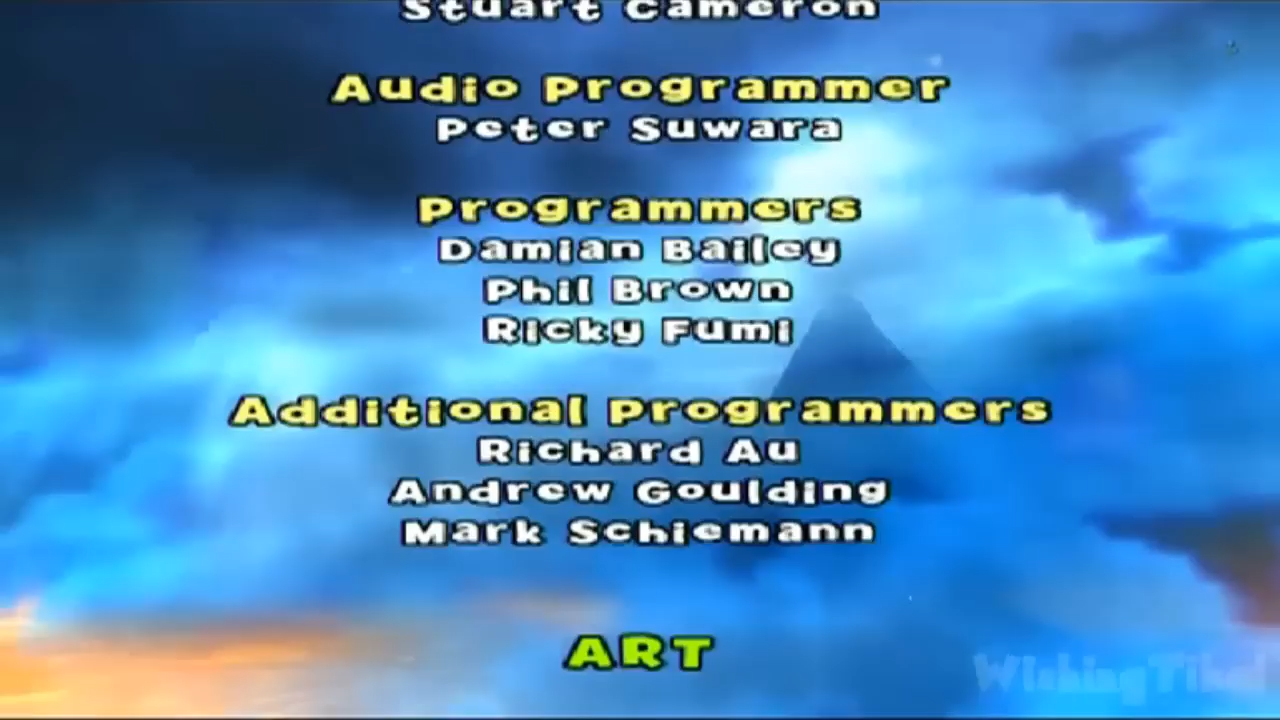 Stuart Cameron
Audio Programmer
Peter Suwara
Programmers
Damian Bailey
Phil Brown
Ricky Fumi
Additional Programmers
Richard Au
Andrew Goulding
Mark Schiemann
ART
WishingTikal